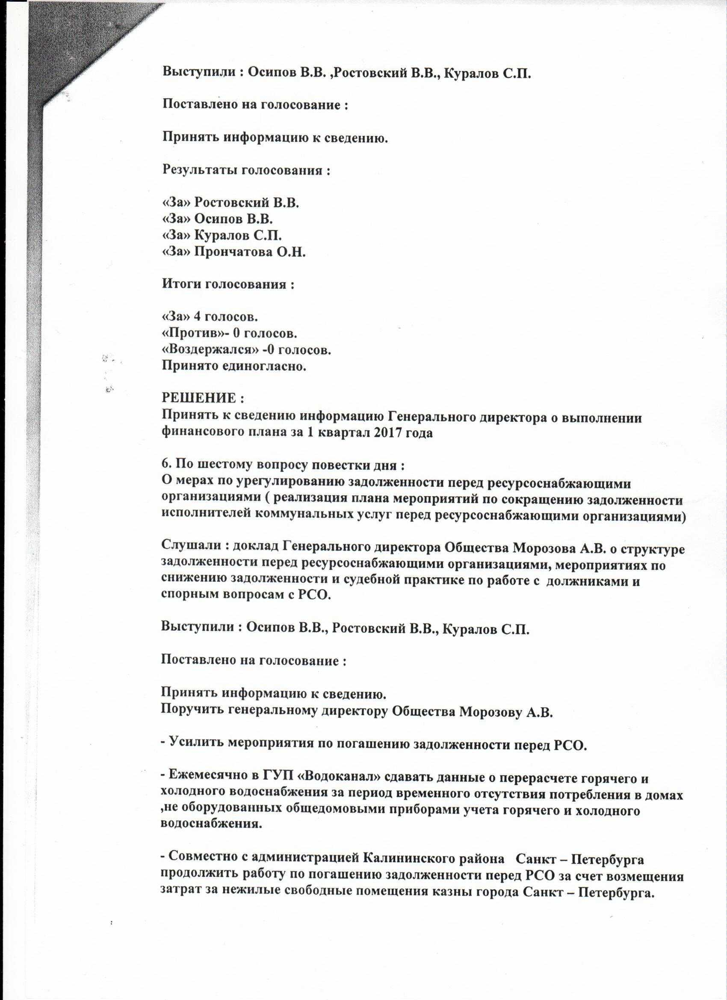 Выступили : Осипов В.В. ,Ростовский В.В., Куралов С.П.
Поставлено на голосование :
Принять информацию к сведению.
Результаты голосования :
«За» Ростовский В.В.
«За» Осипов В.В.
«За» Куралов С.П.
«За» Прончатова О.Н.
Итоги голосования :
«За» 4 голосов.
«Против»- 0 голосов.
«Воздержался» -0 голосов.
Принято единогласно.
РЕШЕНИЕ :
Принять к сведению информацию Генерального директора о выполнении
финансового плана за 1 квартал 2017 года
6. По шестому вопросу повестки дня :
О мерах по урегулированию задолженности перед ресурсоснабжающими
организациями ( реализация плана мероприятий по сокращению задолженности
исполнителей коммунальных услуг перед ресурсоснабжающими организациями)
Слушали : доклад Генерального директора Общества Морозова А.В. о структуре
задолженности перед ресурсоснабжающими организациями, мероприятиях по
снижению задолженности и судебной практике по работе с должниками и
спорным вопросам с РСО.
Выступили : Осипов В.В., Ростовский В.В., Куралов С.П.
Поставлено на голосование :
Принять информацию к сведению.
Поручить генеральному директору Общества Морозову А.В.
- Усилить мероприятия по погашению задолженности перед РСО.
- Ежемесячно в ГУП «Водоканал» сдавать данные о перерасчете горячего и
холодного водоснабжения за период временного отсутствия потребления в домах
,не оборудованных общедомовыми приборами учета горячего и холодного
водоснабжения.
- Совместно с администрацией Калининского района Санкт – Петербурга
продолжить работу по погашению задолженности перед РСО за счет возмещения
затрат за нежилые свободные помещения казны города Санкт – Петербурга.